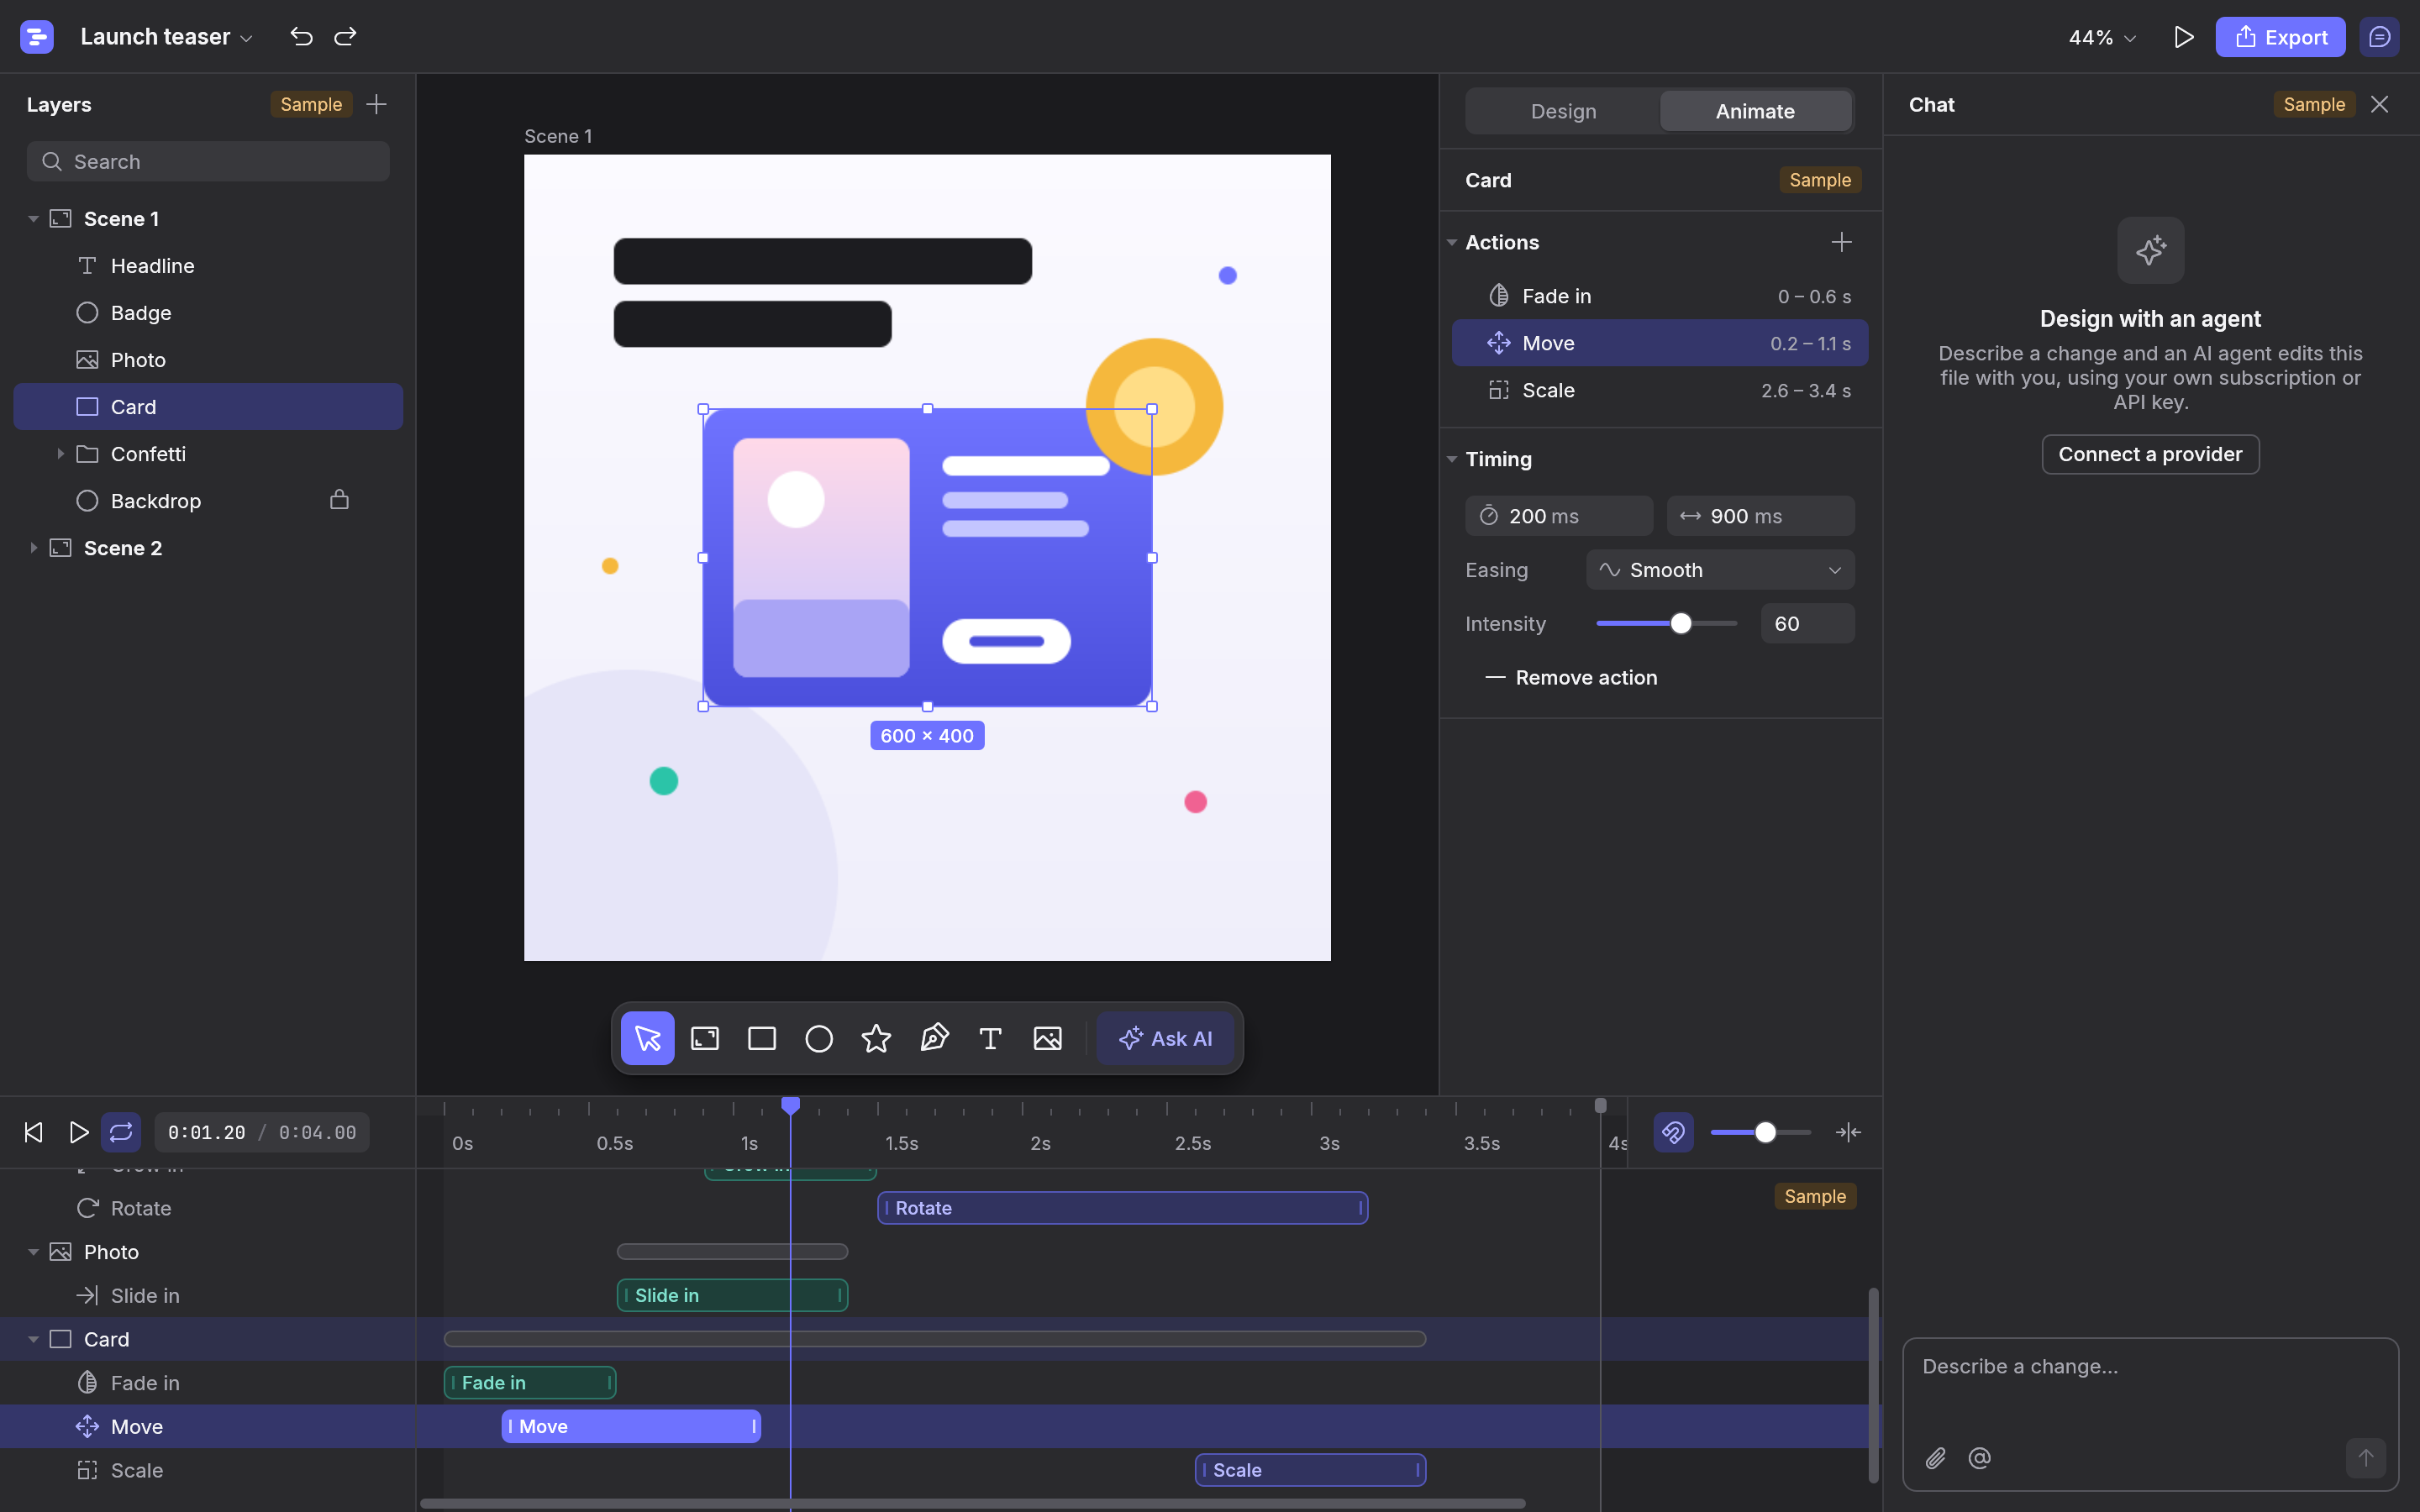 Launch teaser
44%
Export
Layers
Sample
Search
Scene 1
Headline
Badge
Photo
Card
Confetti
Backdrop
Scene 2
Scene 1
600 × 400
Ask AI
Design
Animate
Card
Sample
Actions
Fade in
0 – 0.6 s
Move
0.2 – 1.1 s
Scale
2.6 – 3.4 s
Timing
200 ms
900 ms
Easing
Smooth
Intensity
60
Remove action
Chat
Sample
Design with an agent
Describe a change and an AI agent edits this
file with you, using your own subscription or
API key.
Connect a provider
Describe a change...
0:01.20 / 0:04.00
0s
0.5s
1s
1.5s
2s
2.5s
3s
3.5s
4s
Rotate
Rotate
Sample
Photo
Slide in
Slide in
Card
Fade in
Fade in
Move
Move
Scale
Scale